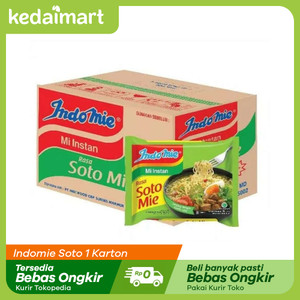 kedaimart
Indomie
Mi Instan
Rasa
Soto Mie
Indomie
Mi Instan
Rasa
Soto
Mie
Indomie Soto 1 Karton
Tersedia
Bebas Ongkir
Kurir Tokopedia
Rp0
Beli banyak pasti
Bebas Ongkir
Pakai Kurir Toko